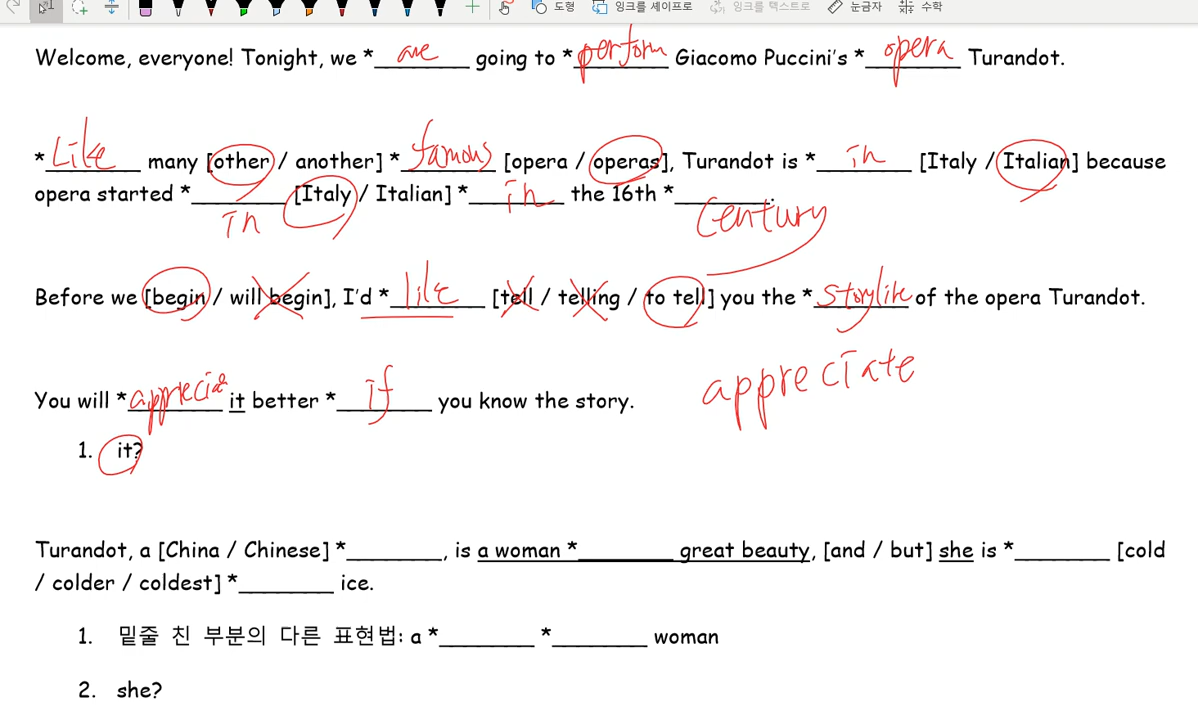 도형 잉크를 셰이프로 잉크를 텍스트로 눈금자 수학
Welcome, everyone! Tonight, we * are going to * perform Giacomo Puccini's * opera Turandot.
* Like many [other / another] * famous [opera / operas], Turandot is * in [Italy / Italian] because
opera started * in [Italy / Italian] * in the 16th * century.
Before we [begin / will begin], I'd * like [tell / telling / to tell] you the * storylike of the opera Turandot.
appreciate
You will * apprecia it better * if you know the story.
1. it?
Turandot, a [China / Chinese] *________, is a woman *________ great beauty, [and / but] she is *________ [cold
/ colder / coldest] *________ ice.
1. 밑줄 친 부분의 다른 표현법: a *________ *________ woman
2. she?